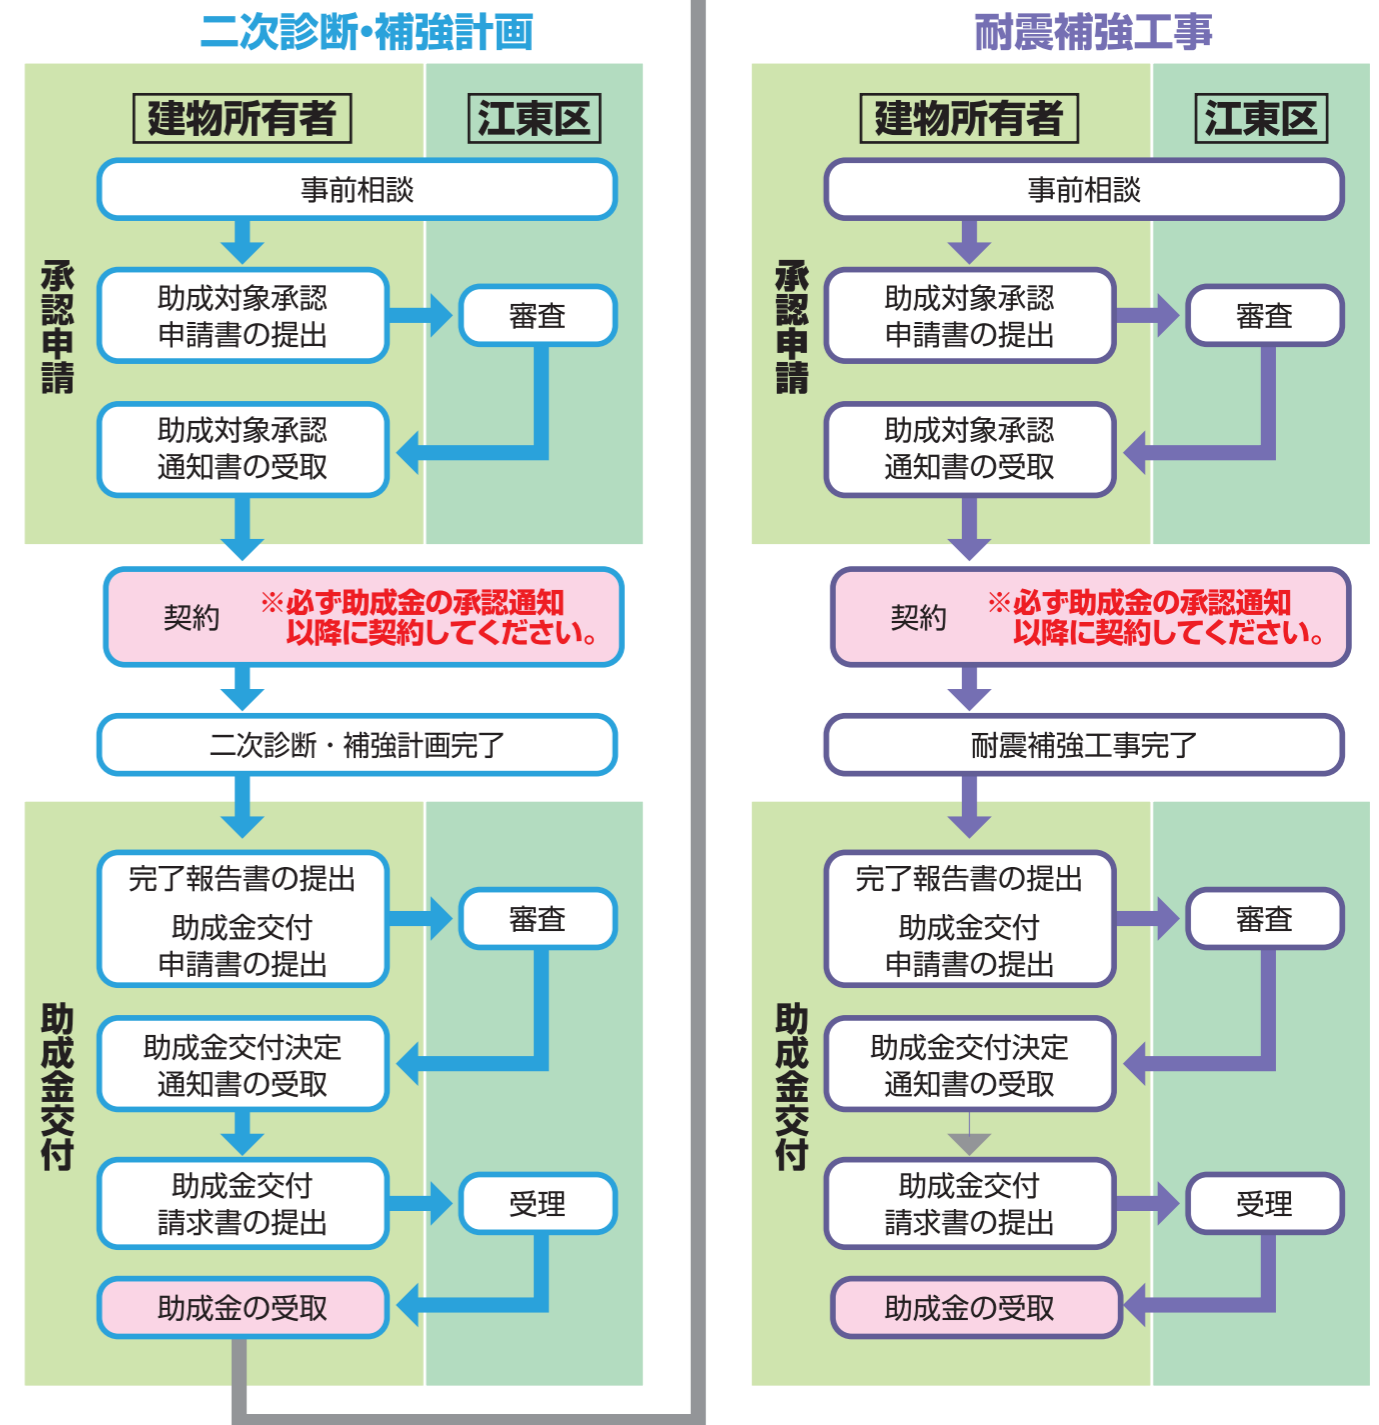 二次診断・補強計画
建物所有者
江東区
承認申請
事前相談
助成対象承認
申請書の提出
審査
助成対象承認
通知書の受取
契約
※必ず助成金の承認通知
以降に契約してください。
二次診断・補強計画完了
助成金交付
完了報告書の提出
助成金交付
申請書の提出
審査
助成金交付決定
通知書の受取
助成金交付
請求書の提出
受理
助成金の受取
耐震補強工事
建物所有者
江東区
承認申請
事前相談
助成対象承認
申請書の提出
審査
助成対象承認
通知書の受取
契約
※必ず助成金の承認通知
以降に契約してください。
耐震補強工事完了
助成金交付
完了報告書の提出
助成金交付
申請書の提出
審査
助成金交付決定
通知書の受取
助成金交付
請求書の提出
受理
助成金の受取